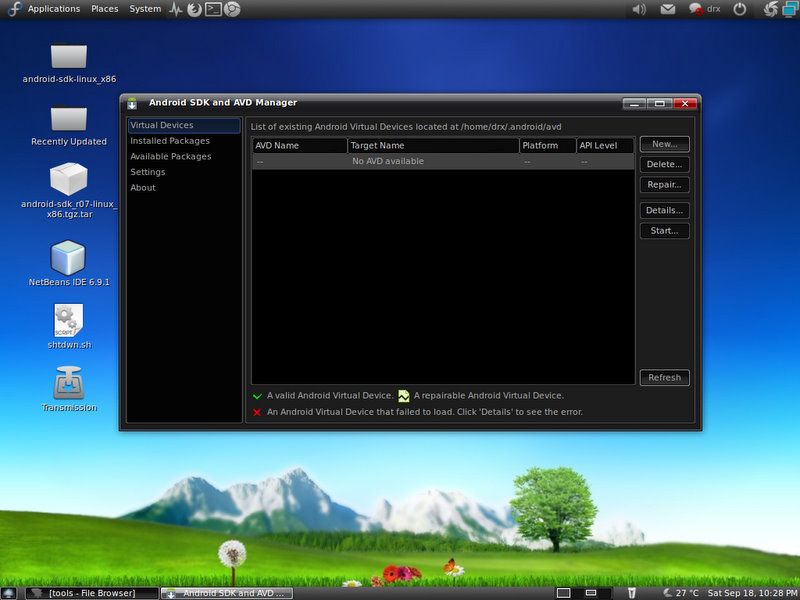 Applications Places System
drx
android-sdk-linux_x86
Recently Updated
android-sdk_r07-linux_
x86.tgz.tar
NetBeans IDE 6.9.1
SCRIPT
shtdwn.sh
Transmission
Android SDK and AVD Manager
Virtual Devices
Installed Packages
Available Packages
Settings
About
List of existing Android Virtual Devices located at /home/drx/.android/avd
AVD Name Target Name Platform API Level
-- No AVD available -- --
New...
Delete...
Repair...
Details...
Start...
Refresh
A valid Android Virtual Device. A repairable Android Virtual Device.
An Android Virtual Device that failed to load. Click 'Details' to see the error.
[tools - File Browser] Android SDK and AVD ... 27 °C Sat Sep 18, 10:28 PM